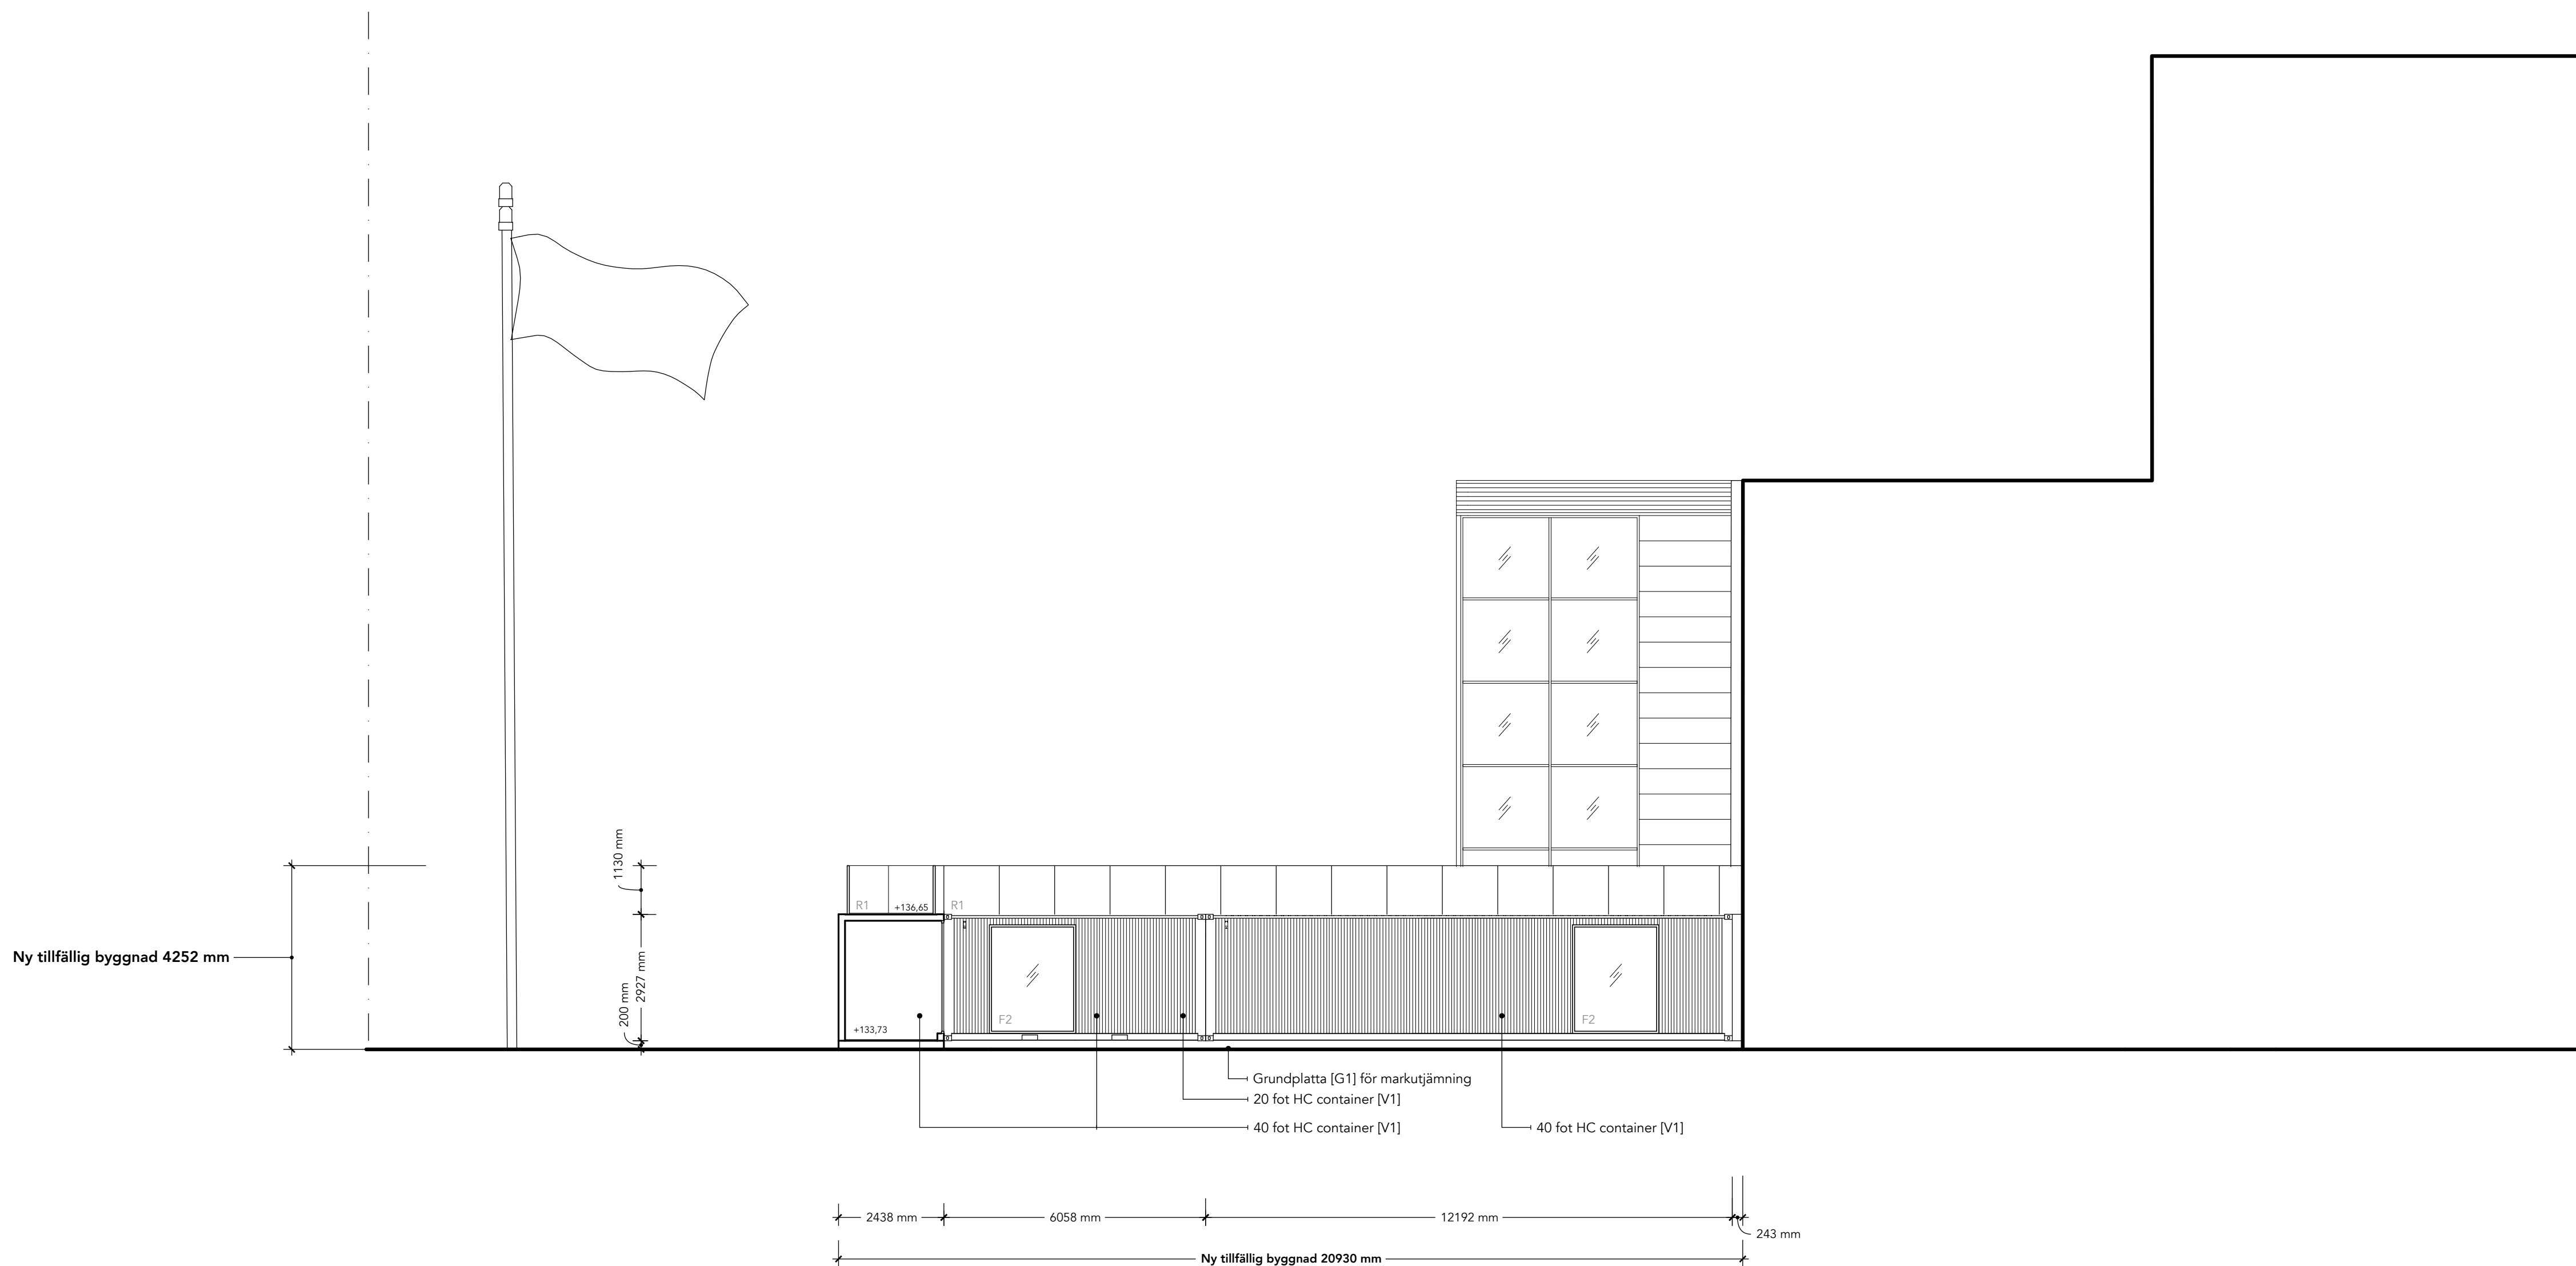 1130 mm
R1
+136,65
R1
Ny tillfällig byggnad 4252 mm
2927 mm
200 mm
F2
F2
+133,73
Grundplatta [G1] för markutjämning
20 fot HC container [V1]
40 fot HC container [V1]
40 fot HC container [V1]
2438 mm
6058 mm
12192 mm
243 mm
Ny tillfällig byggnad 20930 mm